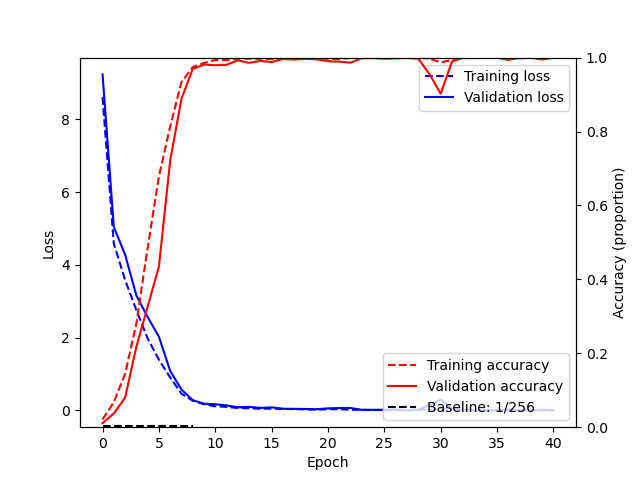 Training loss
Validation loss
8
6
4
2
0
Loss
1.0
0.8
0.6
0.4
0.2
0.0
Accuracy (proportion)
Training accuracy
Validation accuracy
Baseline: 1/256
0 5 10 15 20 25 30 35 40
Epoch